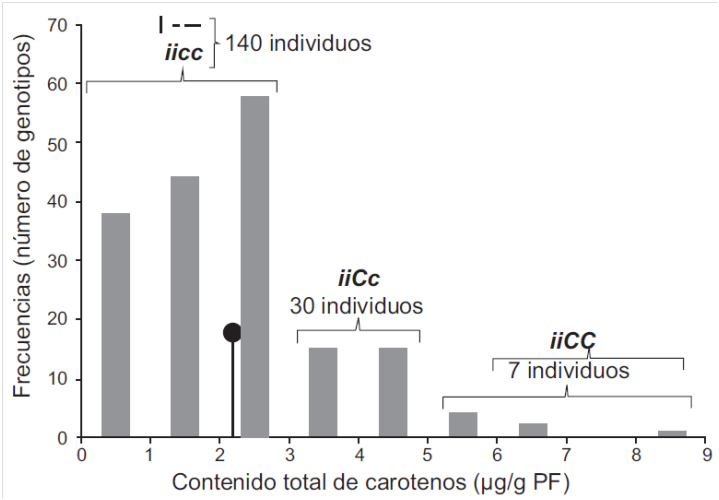 Frecuencias (número de genotipos)
70
60
50
40
30
20
10
0
I - – —
iicc
140 individuos
iiCc
30 individuos
iiCC
7 individuos
0 1 2 3 4 5 6 7 8 9
Contenido total de carotenos (µg/g PF)